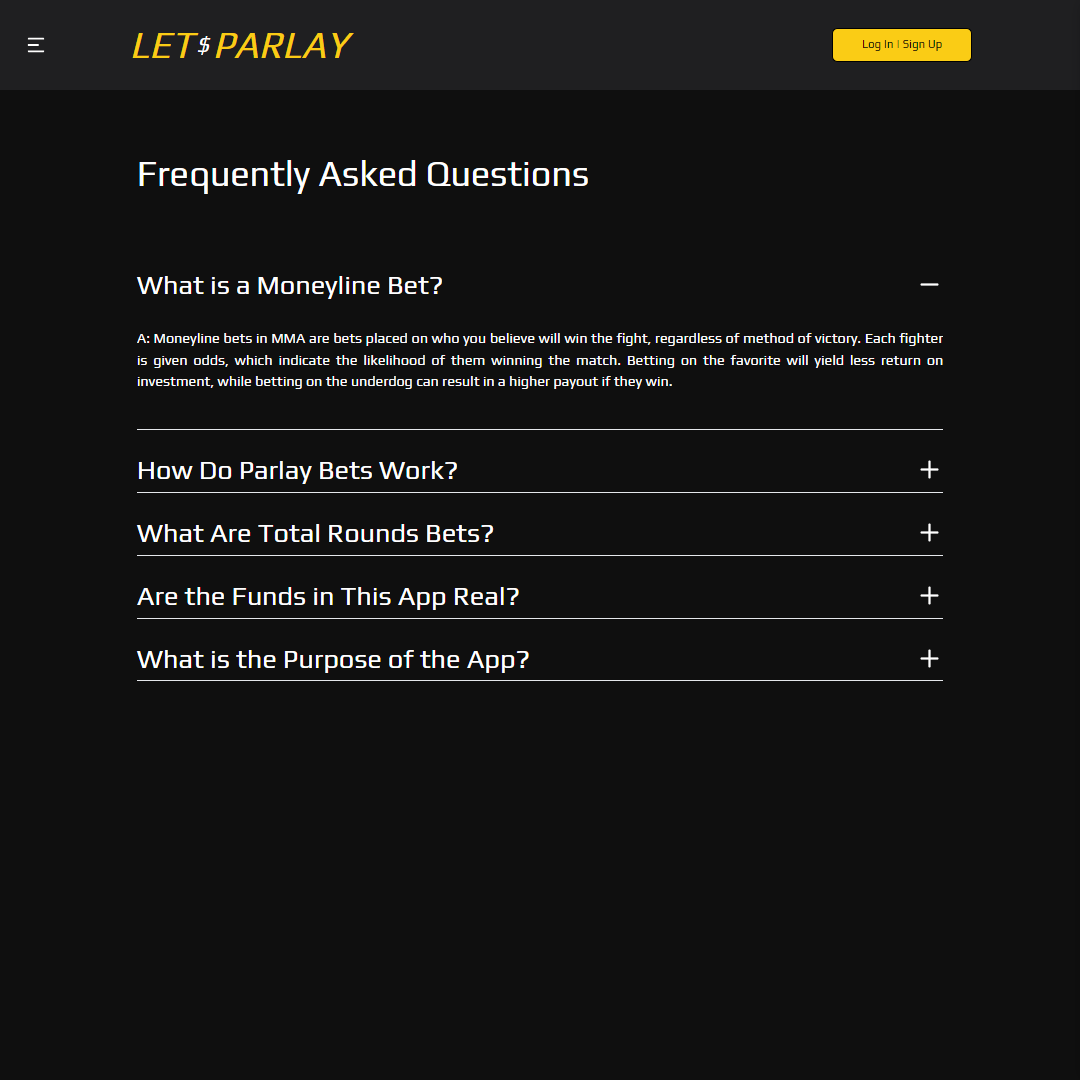 LET$PARLAY
Log In | Sign Up
Frequently Asked Questions
What is a Moneyline Bet?
A: Moneyline bets in MMA are bets placed on who you believe will win the fight, regardless of method of victory. Each fighter
is given odds, which indicate the likelihood of them winning the match. Betting on the favorite will yield less return on
investment, while betting on the underdog can result in a higher payout if they win.
How Do Parlay Bets Work?
What Are Total Rounds Bets?
Are the Funds in This App Real?
What is the Purpose of the App?